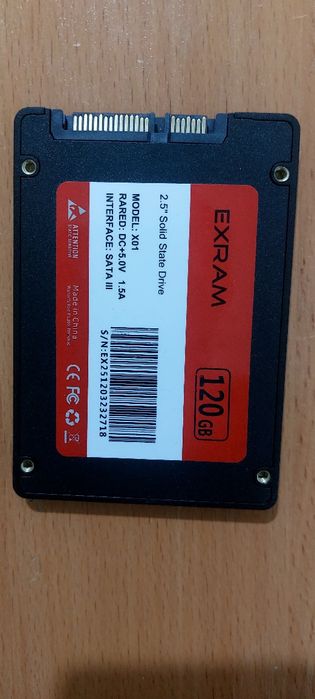 EXRAM
120GB
2.5" Solid State Drive
MODEL: X01
RARED: DC+5.0V 1.5A
INTERFACE: SATA III
S/N:EX251203232718
ATTENTION
Made in China